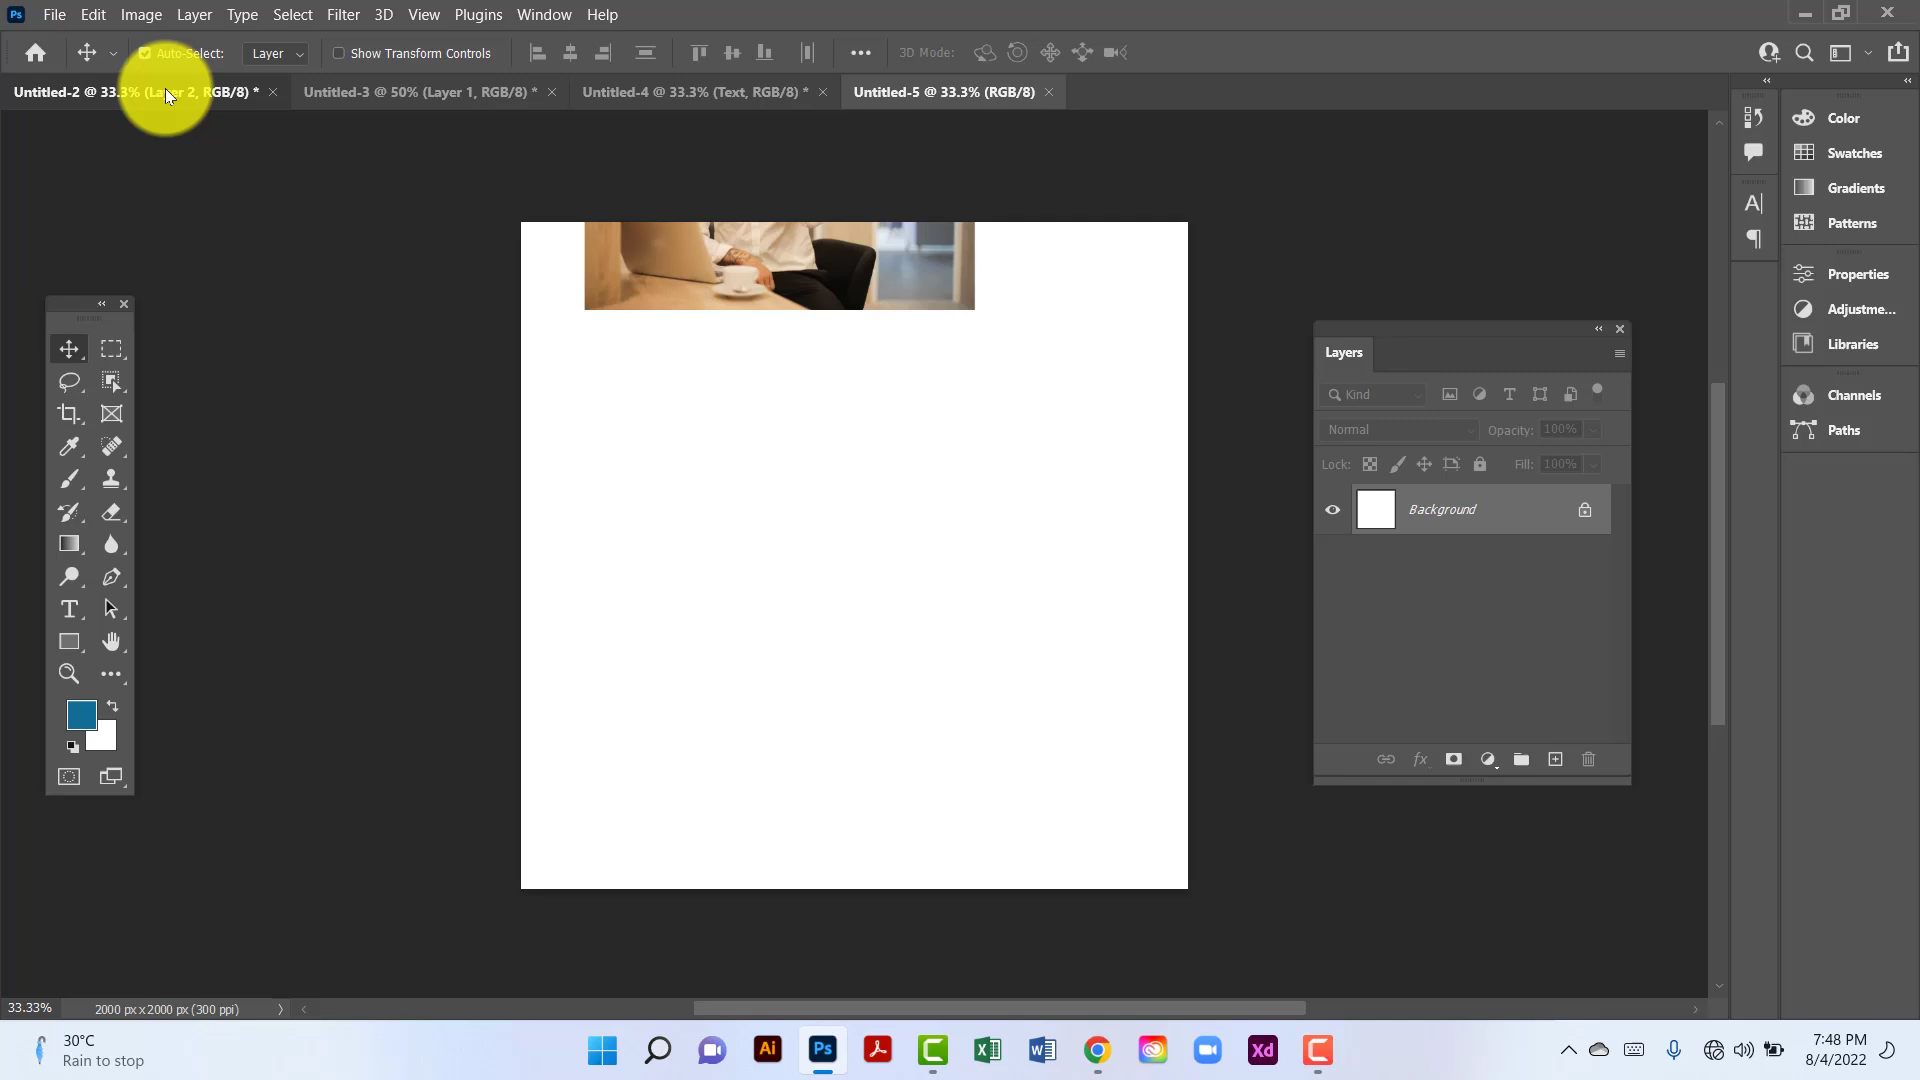 Ps File Edit Image Layer Type Select Filter 3D View Plugins Window Help
Auto-Select: Layer Show Transform Controls 3D Mode:
Untitled-2 @ 33.3% (Layer 2, RGB/8) * Untitled-3 @ 50% (Layer 1, RGB/8) * Untitled-4 @ 33.3% (Text, RGB/8) * Untitled-5 @ 33.3% (RGB/8)
Color
Swatches
Gradients
Patterns
Properties
Adjustme...
Libraries
Channels
Paths
Layers
Kind
Normal Opacity: 100%
Lock: Fill: 100%
Background
33.33% 2000 px x 2000 px (300 ppi)
30°C
Rain to stop
Ai Ps Xd
7:48 PM
8/4/2022